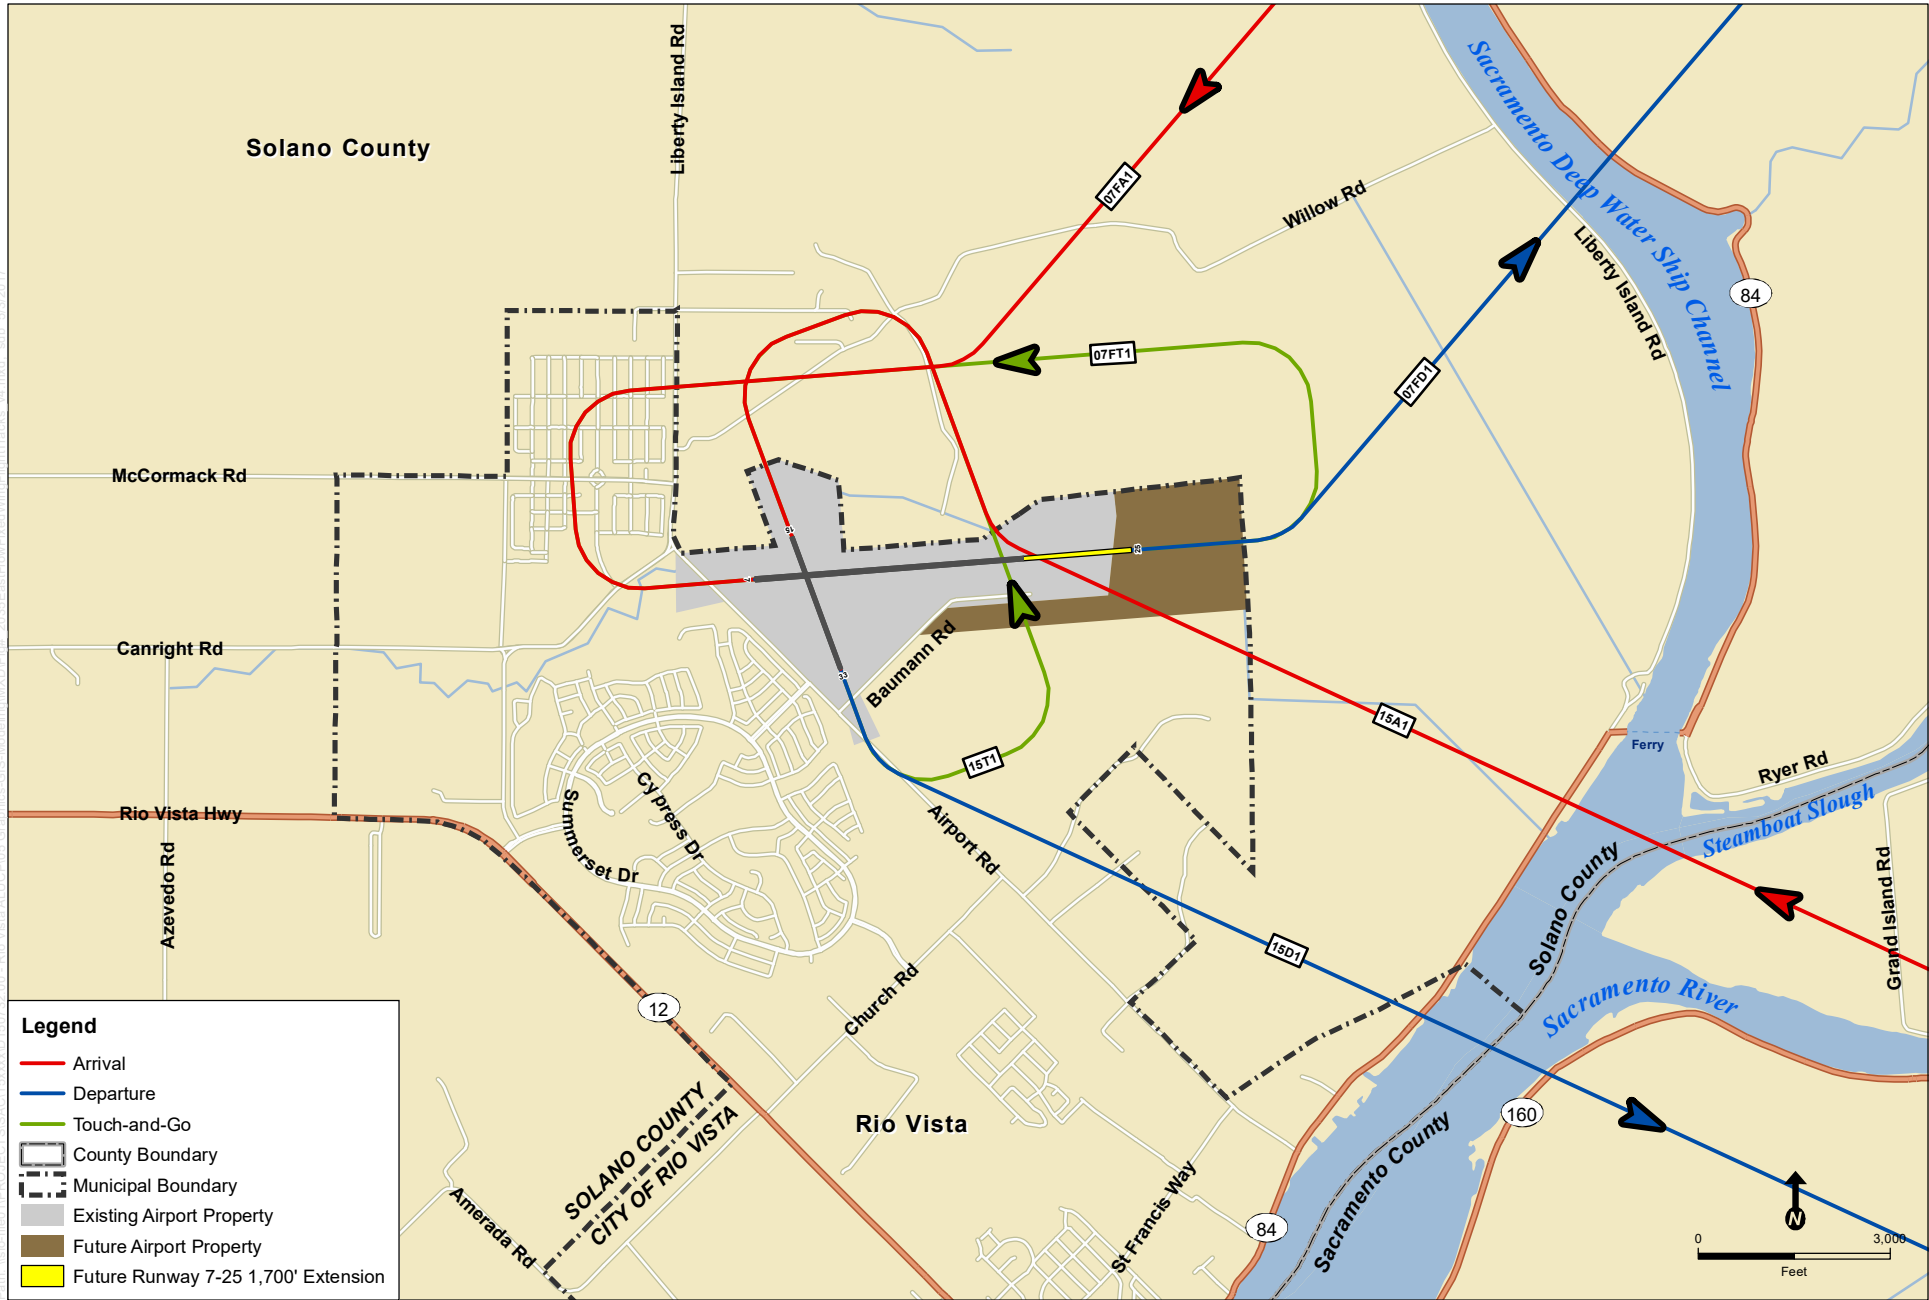 Solano County
Liberty Island Rd
07FA1
Willow Rd
Sacramento Deep Water Ship Channel
Liberty Island Rd
84
07FT1
07FD1
McCormack Rd
15
25
7
33
Canright Rd
Baumann Rd
15A1
Ferry
15T1
Ryer Rd
Steamboat Slough
Rio Vista Hwy
Azevedo Rd
Summerset Dr
Cypress Dr
Airport Rd
Solano County
Grand Island Rd
15D1
Church Rd
12
Sacramento River
Rio Vista
160
SOLANO COUNTY
CITY OF RIO VISTA
Amerada Rd
St Francis Way
84
Sacramento County
Legend
Arrival
Departure
Touch-and-Go
County Boundary
Municipal Boundary
Existing Airport Property
Future Airport Property
Future Runway 7-25 1,700' Extension
N
0 3,000
Feet